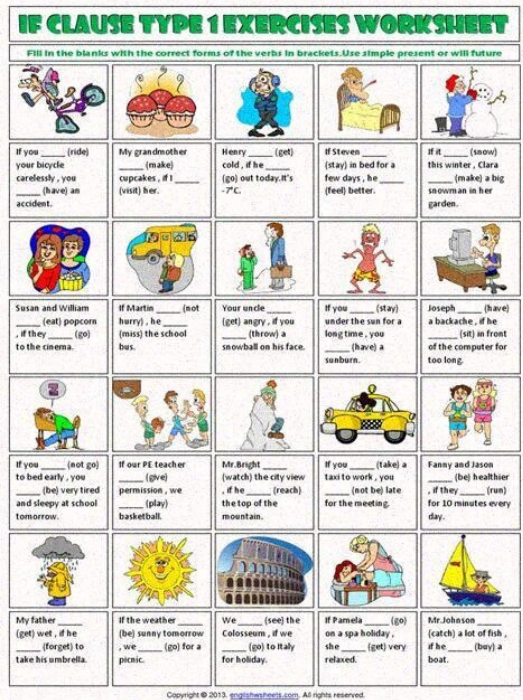 IF CLAUSE TYPE 1 EXERCISES WORKSHEET
Fill in the blanks with the correct forms of the verbs in brackets.Use simple present or will future
If you _____ (ride)
your bicycle
carelessly , you
_____ (have) an
accident.
My grandmother
_____ (make)
cupcakes , if I _____
(visit) her.
Henry _____ (get)
cold , if he _____
(go) out today.It's
-7°C.
If Steven _____
(stay) in bed for a
few days , he _____
(feel) better.
If it _____ (snow)
this winter , Clara
_____ (make) a big
snowman in her
garden.
Susan and William
_____ (eat) popcorn
, if they _____ (go)
to the cinema.
If Martin _____ (not
hurry) , he _____
(miss) the school
bus.
Your uncle _____
(get) angry , if you
_____ (throw) a
snowball on his face.
If you _____ (stay)
under the sun for a
long time , you
_____ (have) a
sunburn.
Joseph _____ (have)
a backache , if he
_____ (sit) in front
of the computer for
too long.
If you _____ (not go)
to bed early , you
_____ (be) very tired
and sleepy at school
tomorrow.
If our PE teacher
_____ (give)
permission , we
_____ (play)
basketball.
Mr.Bright _____
(watch) the city view
, if he _____ (reach)
the top of the
mountain.
If you _____ (take) a
taxi to work , you
_____ (not be) late
for the meeting.
Fanny and Jason
_____ (be) healthier
, if they _____ (run)
for 10 minutes every
day.
My father _____
(get) wet , if he
_____ (forget) to
take his umbrella.
If the weather _____
(be) sunny tomorrow
, we _____ (go) for a
picnic.
We _____ (see) the
Colosseum , if we
_____ (go) to Italy
for holiday.
If Pamela _____ (go)
on a spa holiday ,
she _____ (get) very
relaxed.
Mr.Johnson _____
(catch) a lot of fish ,
if he _____ (buy) a
boat.
Copyright © 2013. englishwsheets.com. All rights reserved.